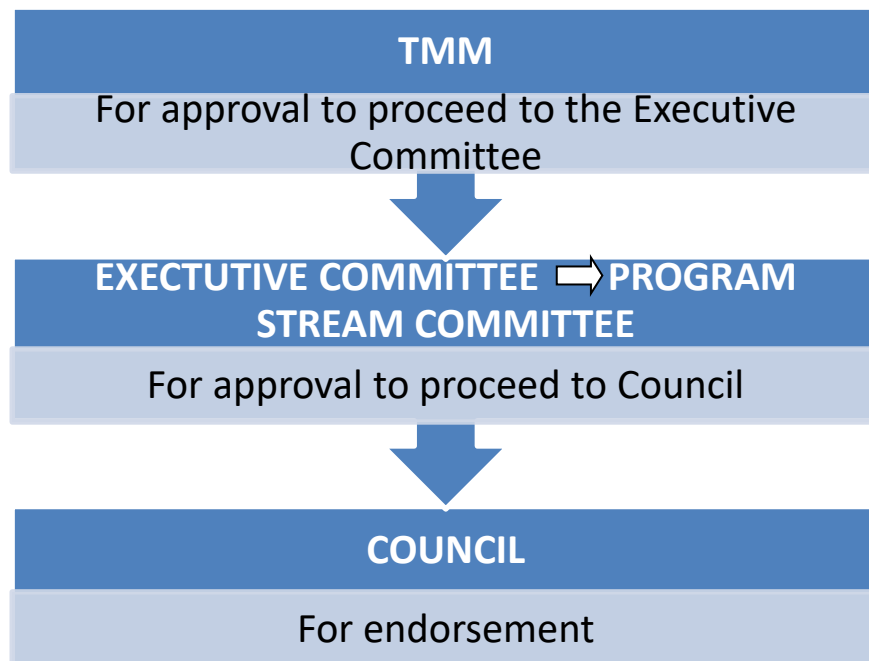 TMM
For approval to proceed to the Executive
Committee
EXECTUTIVE COMMITTEE PROGRAM
STREAM COMMITTEE
For approval to proceed to Council
COUNCIL
For endorsement